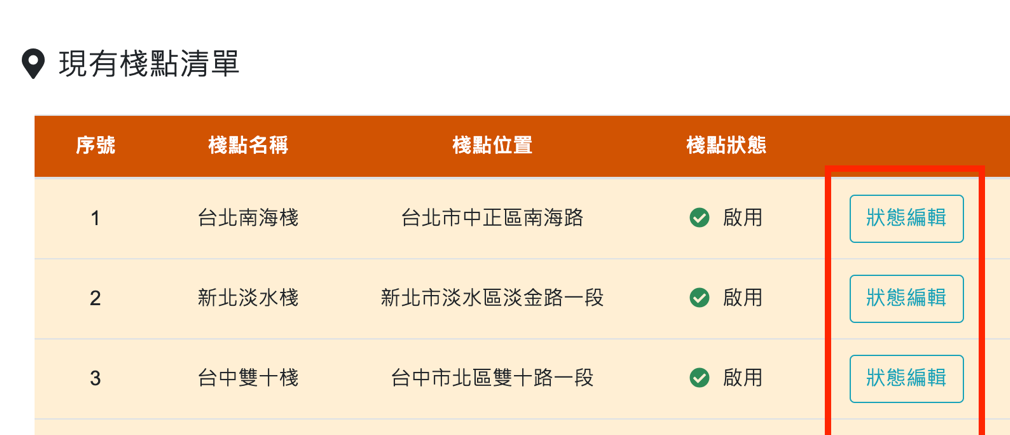 現有棧點清單
序號 棧點名稱 棧點位置 棧點狀態
1 台北南海棧 台北市中正區南海路 啟用 狀態編輯
2 新北淡水棧 新北市淡水區淡金路一段 啟用 狀態編輯
3 台中雙十棧 台中市北區雙十路一段 啟用 狀態編輯